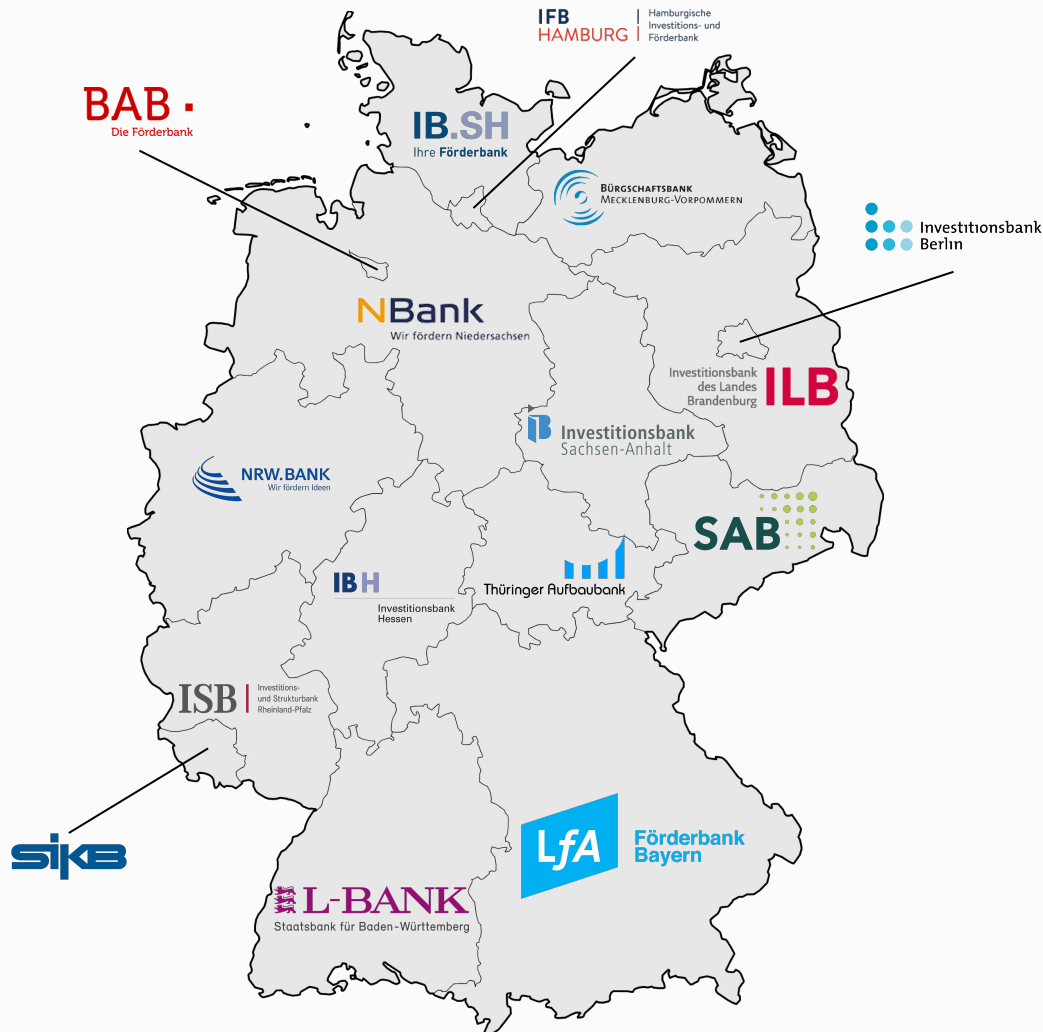 IFB
HAMBURG
Hamburgische
Investitions- und
Förderbank
BAB
Die Förderbank
IB.SH
Ihre Förderbank
BÜRGSCHAFTSBANK
MECKLENBURG-VORPOMMERN
Investitionsbank
Berlin
NBank
Wir fördern Niedersachsen
Investitionsbank
des Landes
Brandenburg
ILB
IB
Investitionsbank
Sachsen-Anhalt
NRW.BANK
Wir fördern Ideen
SAB
IBH
Investitionsbank
Hessen
Thüringer Aufbaubank
ISB
Investitions-
und Strukturbank
Rheinland-Pfalz
SIKB
LfA
Förderbank
Bayern
L-BANK
Staatsbank für Baden-Württemberg